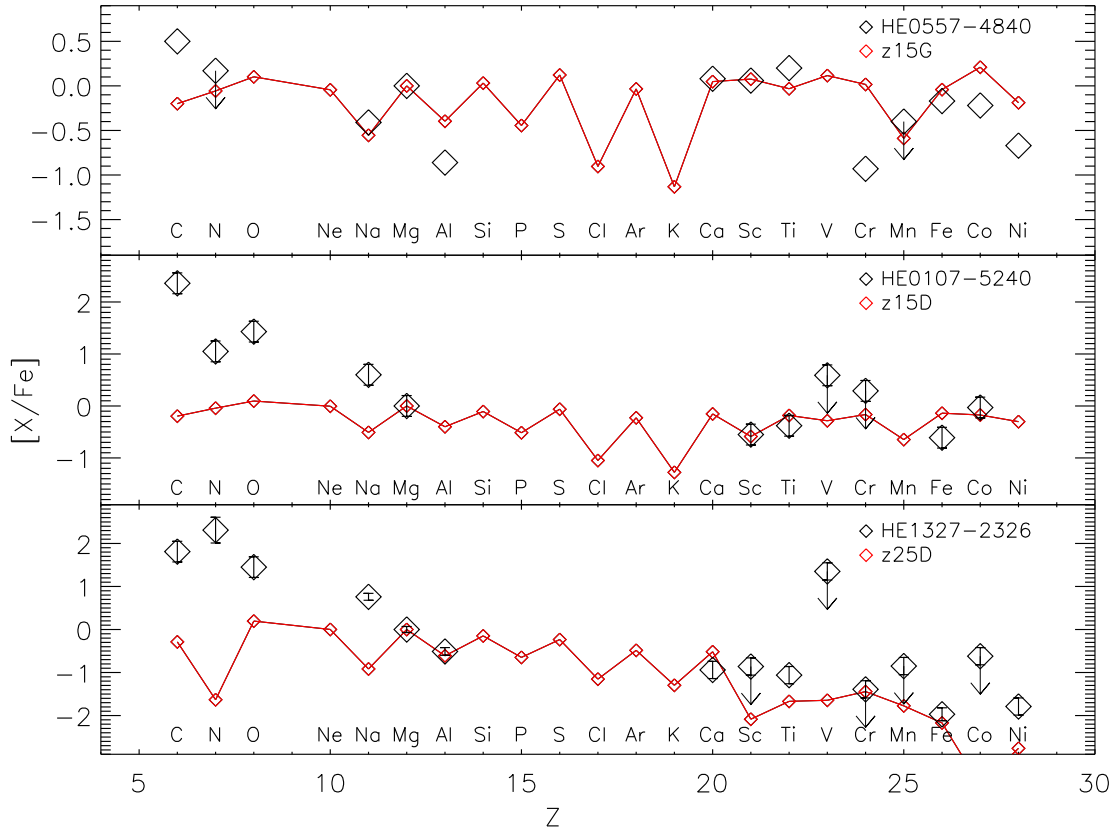 HE0557−4840
z15G
0.5
0.0
−0.5
−1.0
−1.5
C N O Ne Na Mg Al Si P S Cl Ar K Ca Sc Ti V Cr Mn Fe Co Ni
HE0107−5240
z15D
2
1
0
−1
[X/Fe]
C N O Ne Na Mg Al Si P S Cl Ar K Ca Sc Ti V Cr Mn Fe Co Ni
HE1327−2326
z25D
2
1
0
−1
−2
C N O Ne Na Mg Al Si P S Cl Ar K Ca Sc Ti V Cr Mn Fe Co Ni
5 10 15 20 25 30
Z